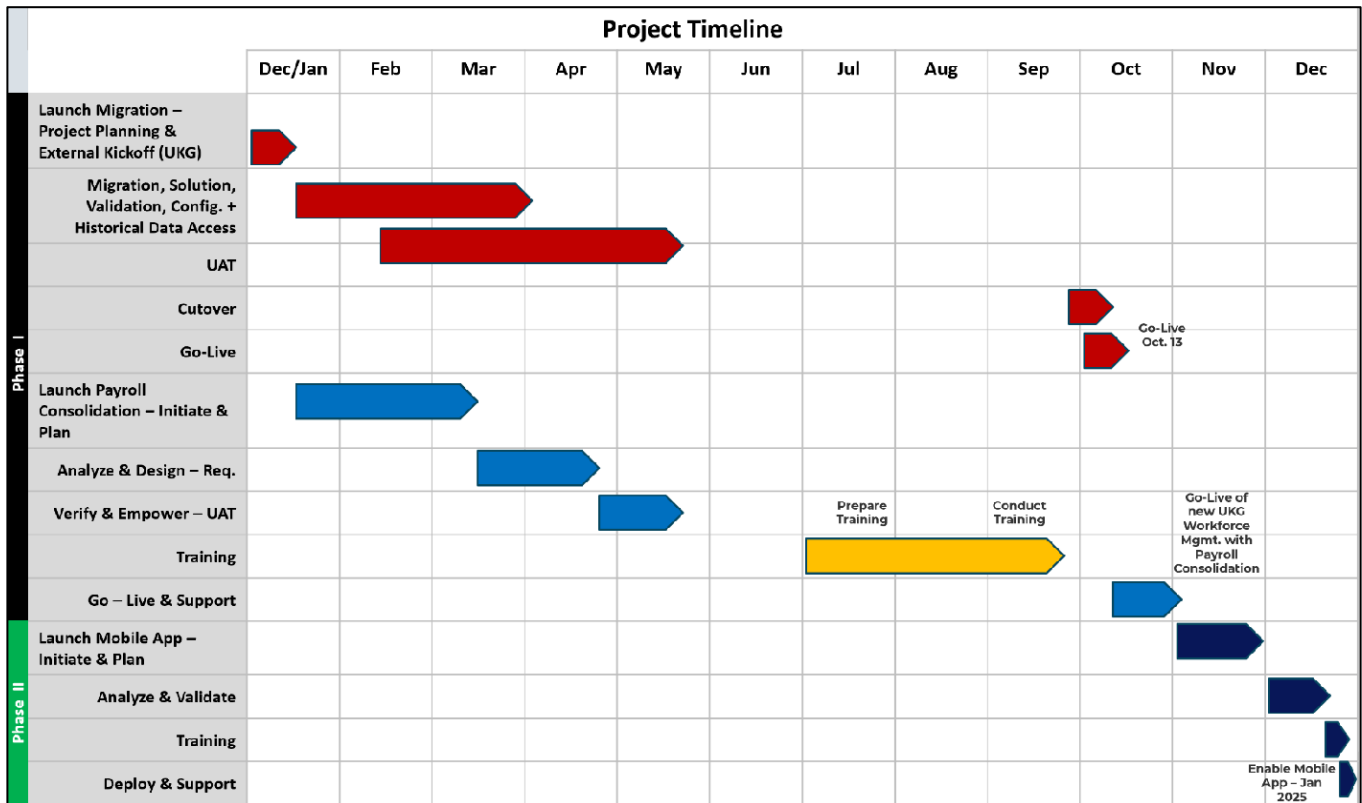 Project Timeline
Dec/Jan Feb Mar Apr May Jun Jul Aug Sep Oct Nov Dec
Phase I
Launch Migration –
Project Planning &
External Kickoff (UKG)
Migration, Solution,
Validation, Config. +
Historical Data Access
UAT
Cutover
Go-Live
Go-Live
Oct. 13
Launch Payroll
Consolidation – Initiate &
Plan
Analyze & Design – Req.
Verify & Empower – UAT
Prepare
Training
Conduct
Training
Go-Live of
new UKG
Workforce
Mgmt. with
Payroll
Consolidation
Training
Go – Live & Support
Phase II
Launch Mobile App –
Initiate & Plan
Analyze & Validate
Training
Deploy & Support
Enable Mobile
App – Jan
2025